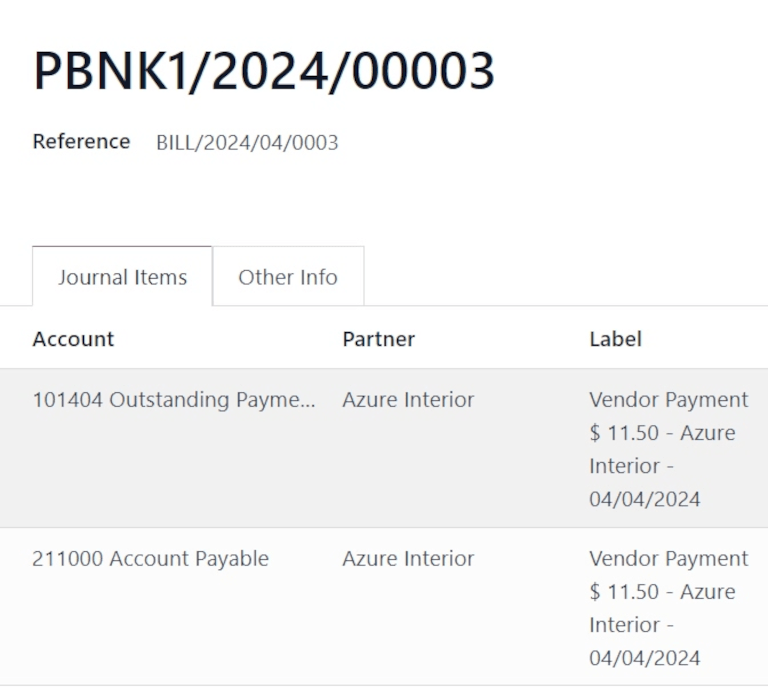 PBNK1/2024/00003
Reference BILL/2024/04/0003
Journal Items Other Info
Account Partner Label
101404 Outstanding Payme... Azure Interior Vendor Payment
$ 11.50 - Azure
Interior -
04/04/2024
211000 Account Payable Azure Interior Vendor Payment
$ 11.50 - Azure
Interior -
04/04/2024